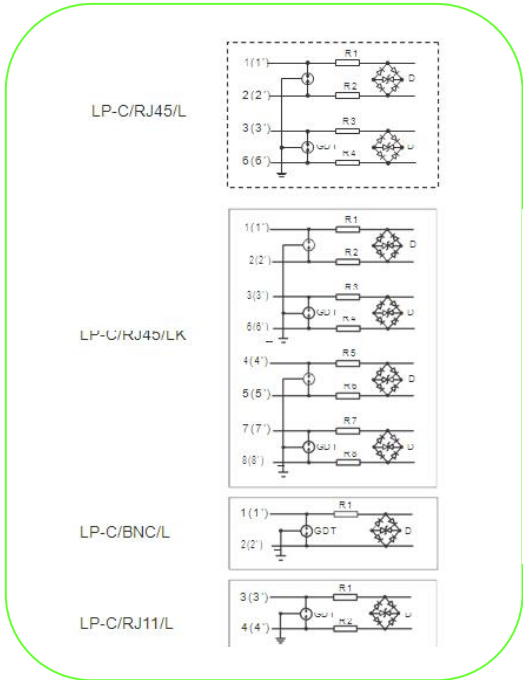 R1
1(1')
D
2(2')
R2
LP-C/RJ45/L
R3
3(3')
GDT
6(6')
R4
R1
1(1')
D
2(2')
R2
R3
3(3')
GDT
6(6')
R4
LP-C/RJ45/LK
R5
4(4')
D
5(5')
R6
R7
7(7')
GDT
D
8(8')
R8
R1
1(1')
LP-C/BNC/L
GDT
D
2(2')
R1
3(3')
LP-C/RJ11/L
4(4')
R2